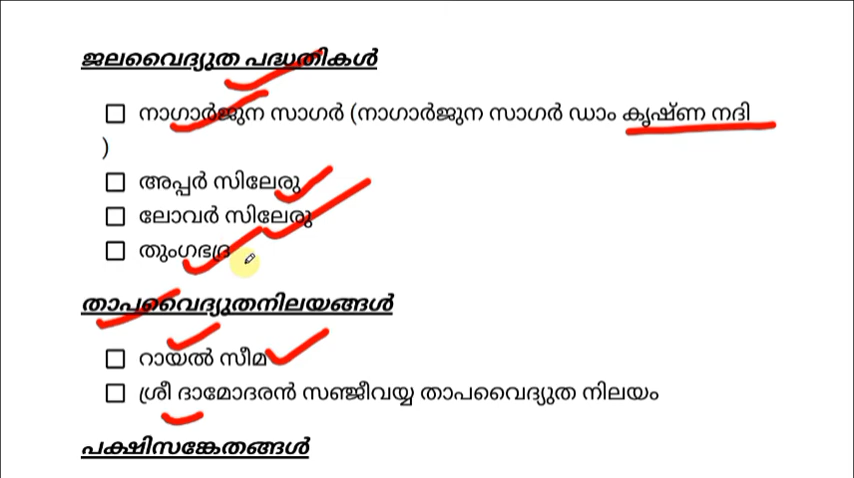 ജലവൈദ്യുത പദ്ധതികൾ
നാഗാർജുന സാഗർ (നാഗാർജുന സാഗർ ഡാം കൃഷ്ണ നദി
)
അപ്പർ സിലേരു
ലോവർ സിലേരു
തുംഗഭദ്ര
താപവൈദ്യുതനിലയങ്ങൾ
റായൽ സീമ
ശ്രീ ദാമോദരൻ സഞ്ജീവയ്യ താപവൈദ്യുത നിലയം
പക്ഷിസങ്കേതങ്ങൾ